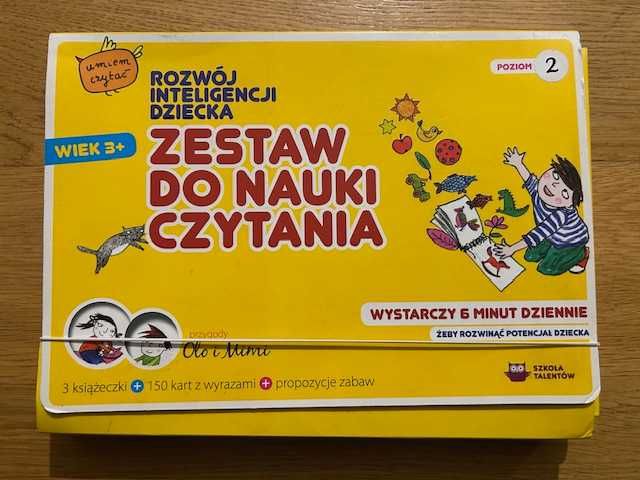 umiem
czytać
ROZWÓJ
INTELIGENCJI
DZIECKA
POZIOM 2
WIEK 3+
ZESTAW
DO NAUKI
CZYTANIA
WYSTARCZY 6 MINUT DZIENNIE
ŻEBY ROZWINĄĆ POTENCJAŁ DZIECKA
przygody
Olo i Mimi
3 książeczki + 150 kart z wyrazami + propozycje zabaw
SZKOŁA
TALENTÓW